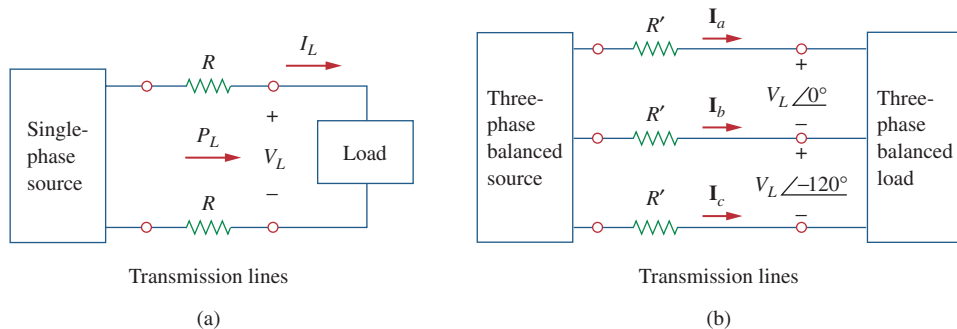 Single-
phase
source
R
R
I_L
P_L
+
V_L
−
Load
Transmission lines
(a)
Three-
phase
balanced
source
R′
I_a
R′
I_b
R′
I_c
+
V_L ∠0°
−
+
V_L ∠−120°
−
Three-
phase
balanced
load
Transmission lines
(b)